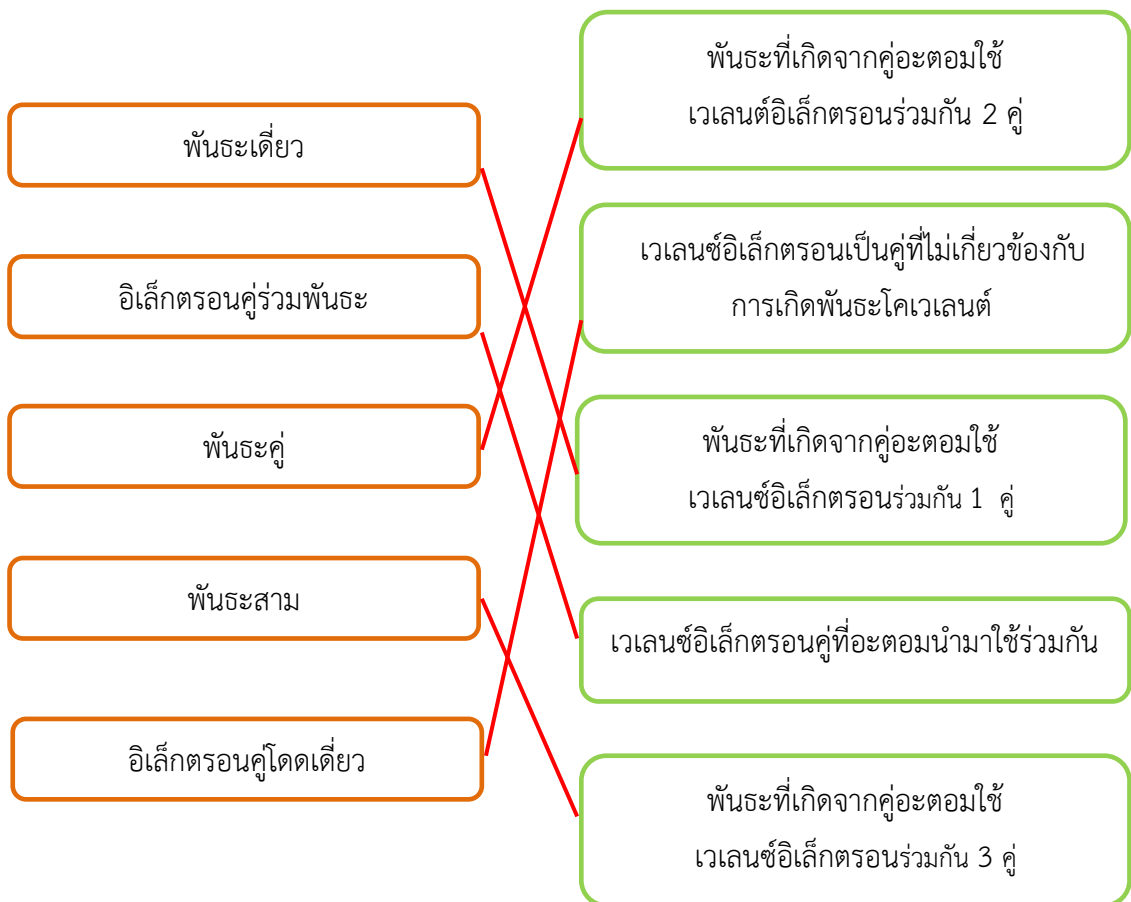 พันธะเดี่ยว
อิเล็กตรอนคู่ร่วมพันธะ
พันธะคู่
พันธะสาม
อิเล็กตรอนคู่โดดเดี่ยว
พันธะที่เกิดจากคู่อะตอมใช้
เวเลนต์อิเล็กตรอนร่วมกัน 2 คู่
เวเลนซ์อิเล็กตรอนเป็นคู่ที่ไม่เกี่ยวข้องกับ
การเกิดพันธะโคเวเลนต์
พันธะที่เกิดจากคู่อะตอมใช้
เวเลนซ์อิเล็กตรอนร่วมกัน 1 คู่
เวเลนซ์อิเล็กตรอนคู่ที่อะตอมนำมาใช้ร่วมกัน
พันธะที่เกิดจากคู่อะตอมใช้
เวเลนซ์อิเล็กตรอนร่วมกัน 3 คู่